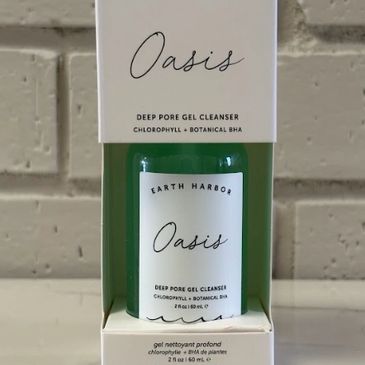 Oasis
DEEP PORE GEL CLEANSER
CHLOROPHYLL + BOTANICAL BHA
EARTH HARBOR
Oasis
DEEP PORE GEL CLEANSER
CHLOROPHYLL + BOTANICAL BHA
2 fl oz | 60 mL ℮
gel nettoyant profond
chlorophylle + BHA de plantes
2 fl oz | 60 mL ℮